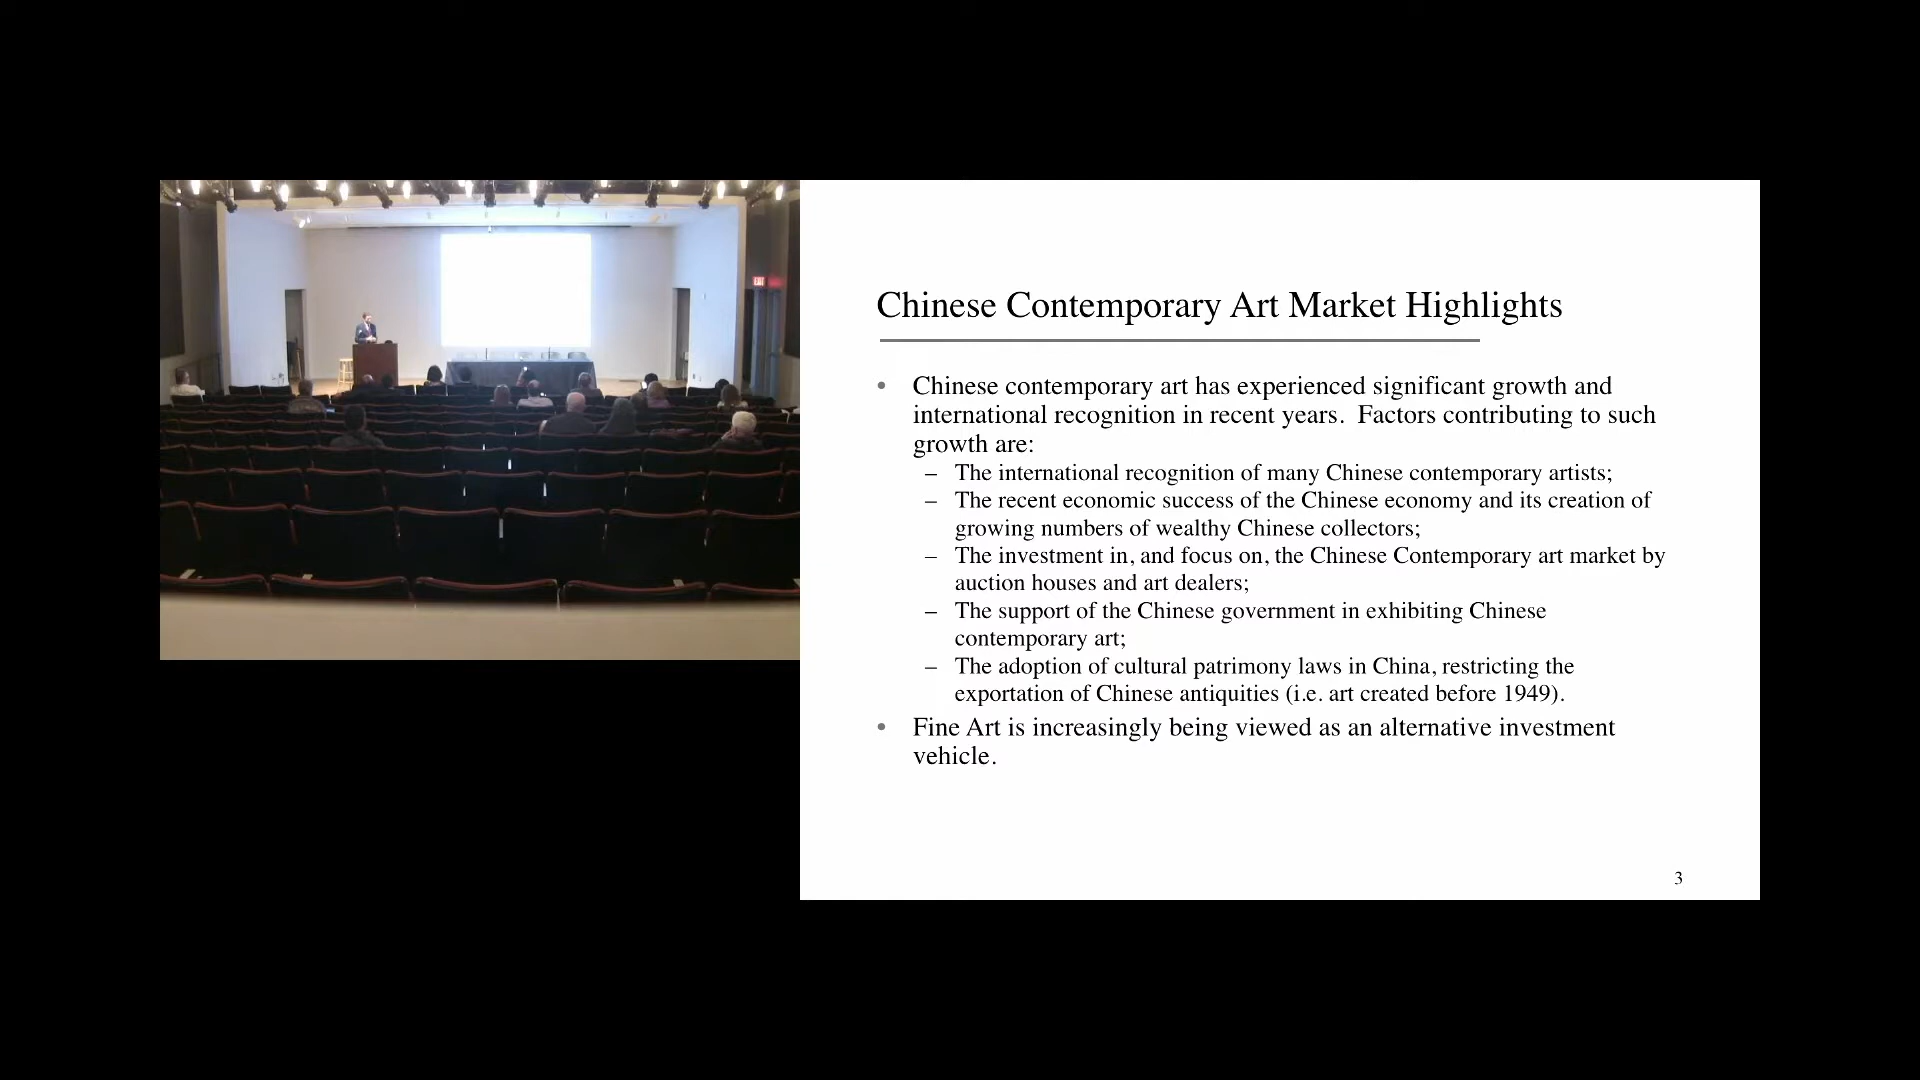 EXIT
Chinese Contemporary Art Market Highlights
• Chinese contemporary art has experienced significant growth and
international recognition in recent years.  Factors contributing to such
growth are:
– The international recognition of many Chinese contemporary artists;
– The recent economic success of the Chinese economy and its creation of
growing numbers of wealthy Chinese collectors;
– The investment in, and focus on, the Chinese Contemporary art market by
auction houses and art dealers;
– The support of the Chinese government in exhibiting Chinese
contemporary art;
– The adoption of cultural patrimony laws in China, restricting the
exportation of Chinese antiquities (i.e. art created before 1949).
• Fine Art is increasingly being viewed as an alternative investment
vehicle.
3